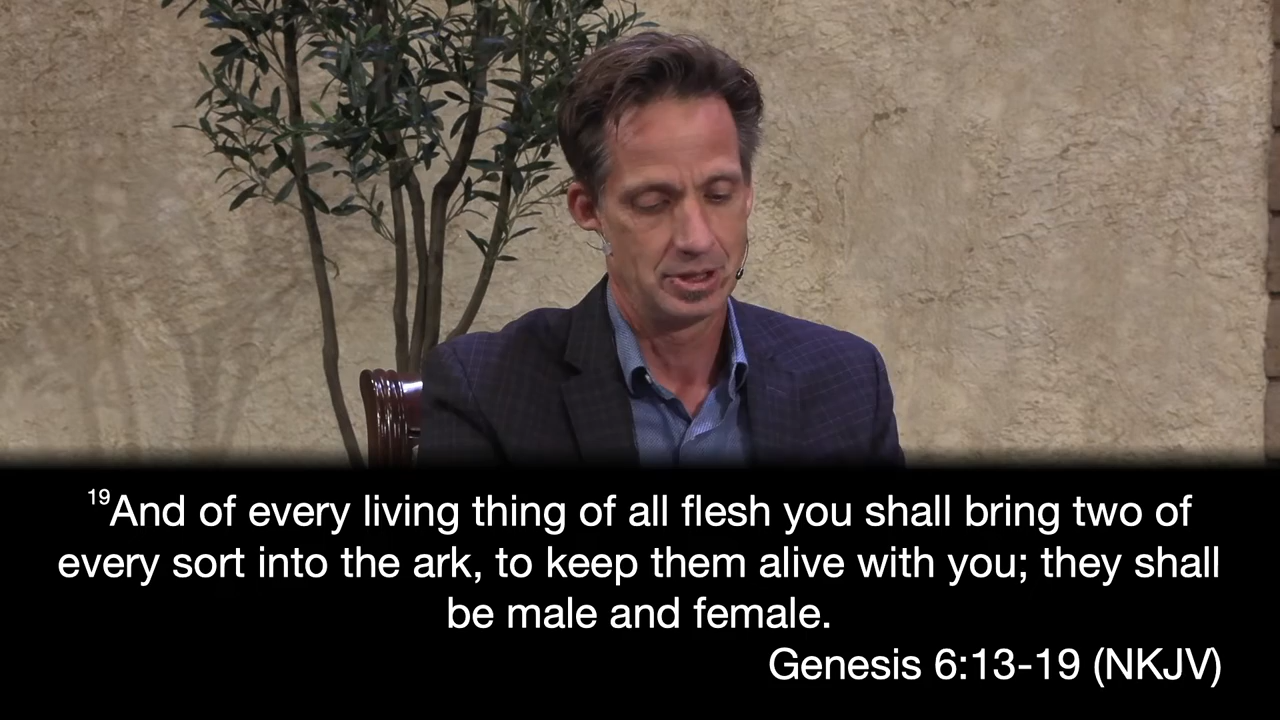 19And of every living thing of all flesh you shall bring two of
every sort into the ark, to keep them alive with you; they shall
be male and female.
Genesis 6:13-19 (NKJV)